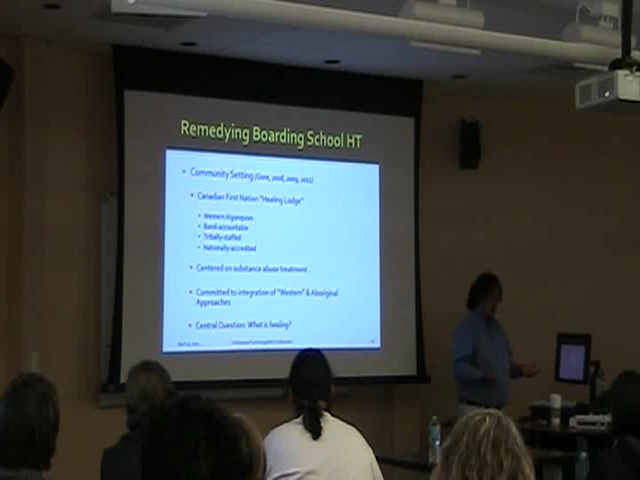 Remedying Boarding School HT
• Community Setting (Gone, 2008, 2009, 2011)
• Canadian First Nation "Healing Lodge"
• Western Algonquian
• Band-accountable
• Tribally-staffed
• Nationally-accredited
• Centered on substance abuse treatment
• Committed to integration of "Western" & Aboriginal
Approaches
• Central Question: What is healing?